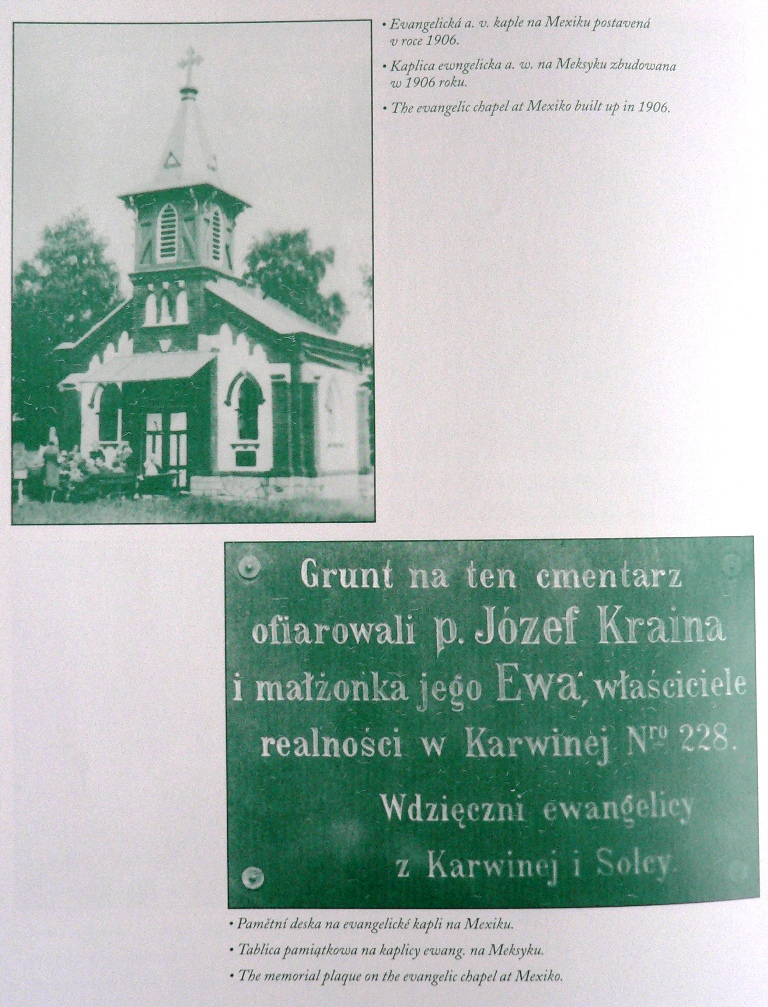 • Evangelická a. v. kaple na Mexiku postavená
v roce 1906.
• Kaplica ewngelicka a. w. na Meksyku zbudowana
w 1906 roku.
• The evangelic chapel at Mexiko built up in 1906.
Grunt na ten cmentarz
ofiarowali p. Józef Kraina
i małżonka jego Ewa, właściciele
realności w Karwinej Nro 228.
Wdzięczni ewangelicy
z Karwinej i Solcy.
• Pamětní deska na evangelické kapli na Mexiku.
• Tablica pamiątkowa na kaplicy ewang. na Meksyku.
• The memorial plaque on the evangelic chapel at Mexiko.